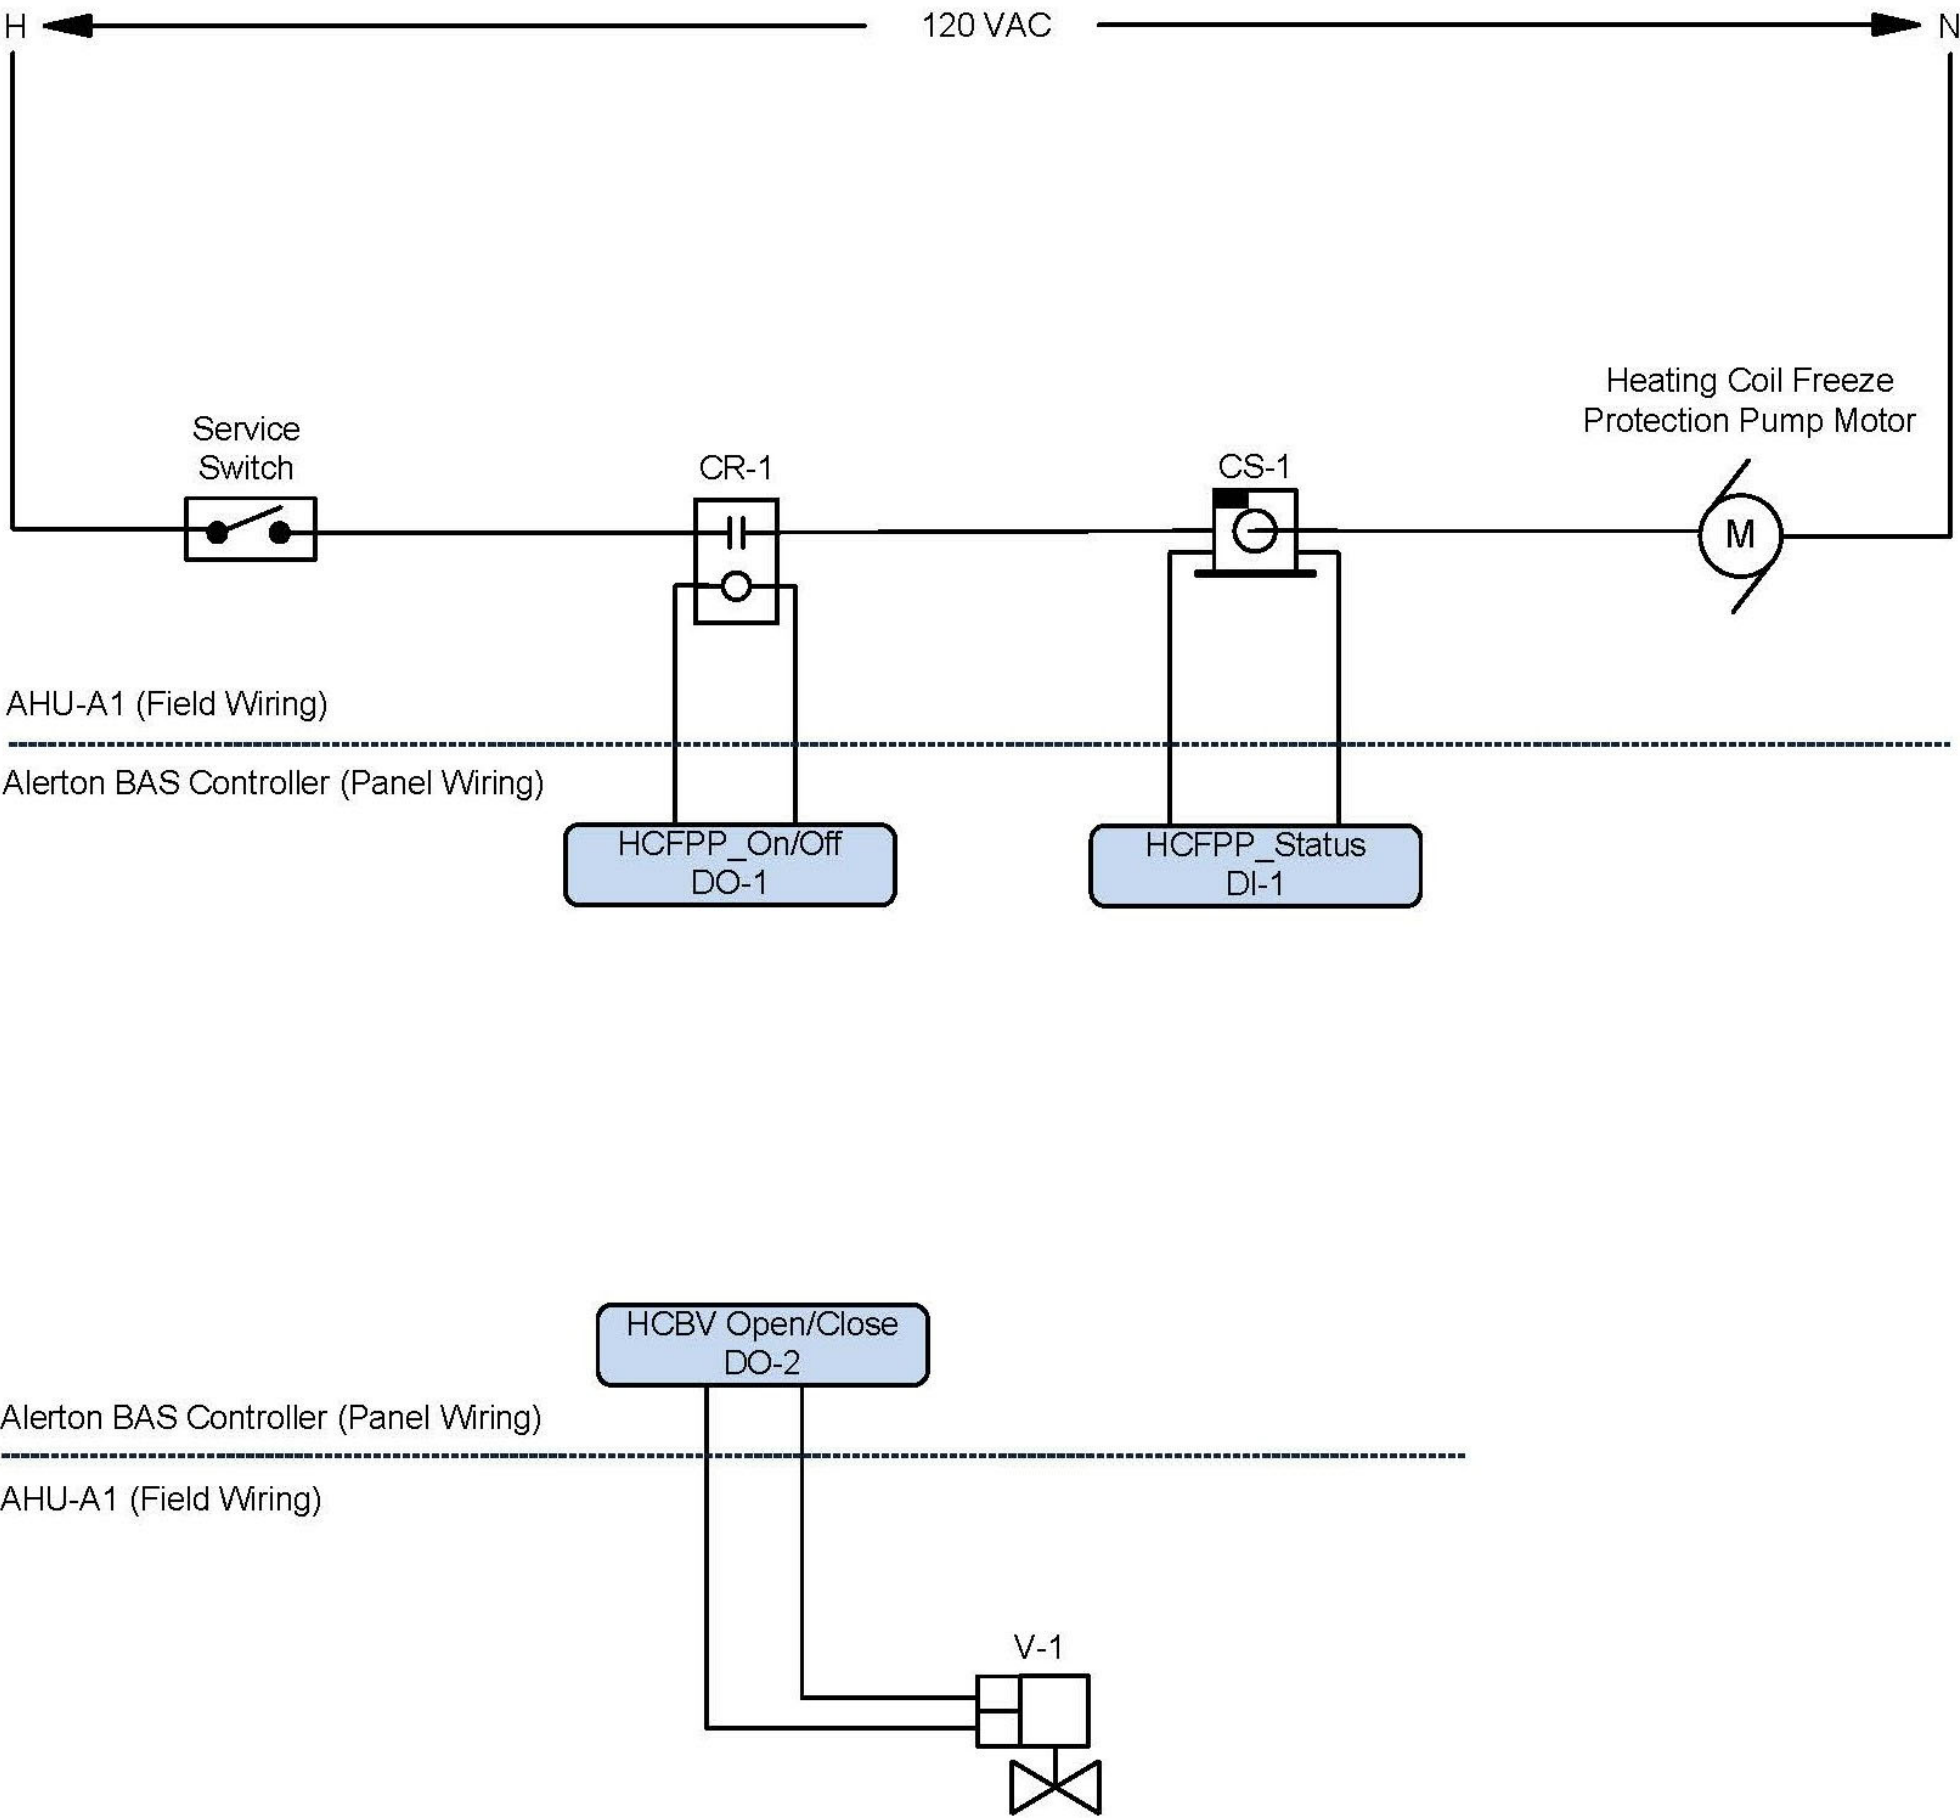 H
120 VAC
N
Heating Coil Freeze
Protection Pump Motor
Service
Switch
CR-1
CS-1
M
AHU-A1 (Field Wiring)
Alerton BAS Controller (Panel Wiring)
HCFPP_On/Off
DO-1
HCFPP_Status
DI-1
HCBV Open/Close
DO-2
Alerton BAS Controller (Panel Wiring)
AHU-A1 (Field Wiring)
V-1